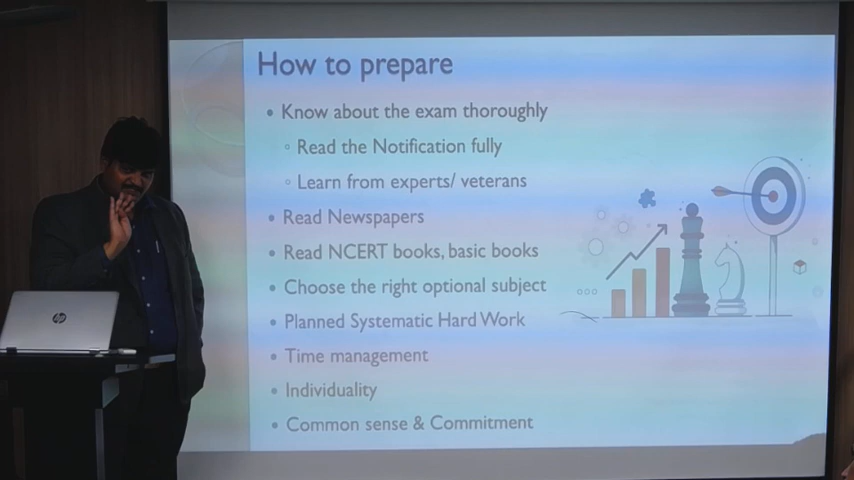 How to prepare
• Know about the exam thoroughly
◦ Read the Notification fully
◦ Learn from experts/ veterans
• Read Newspapers
• Read NCERT books, basic books
• Choose the right optional subject
• Planned Systematic Hard Work
• Time management
• Individuality
• Common sense & Commitment
hp